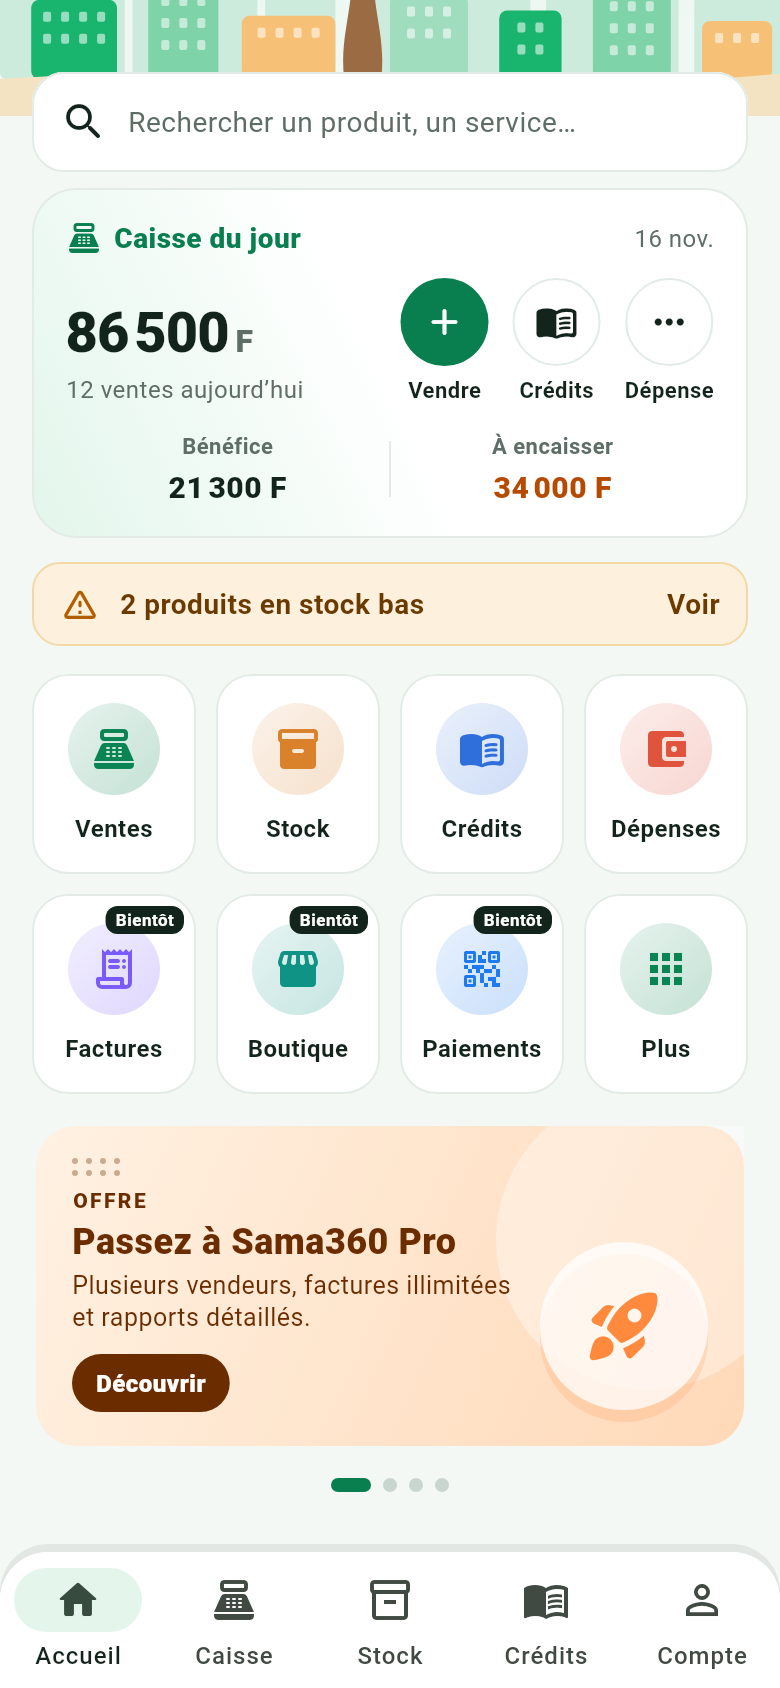 Rechercher un produit, un service…
Caisse du jour
16 nov.
86 500 F
12 ventes aujourd’hui
Vendre
Crédits
Dépense
Bénéfice
À encaisser
21 300 F
34 000 F
2 produits en stock bas
Voir
Ventes
Stock
Crédits
Dépenses
Bientôt
Bientôt
Bientôt
Factures
Boutique
Paiements
Plus
OFFRE
Passez à Sama360 Pro
Plusieurs vendeurs, factures illimitées
et rapports détaillés.
Découvrir
Accueil
Caisse
Stock
Crédits
Compte